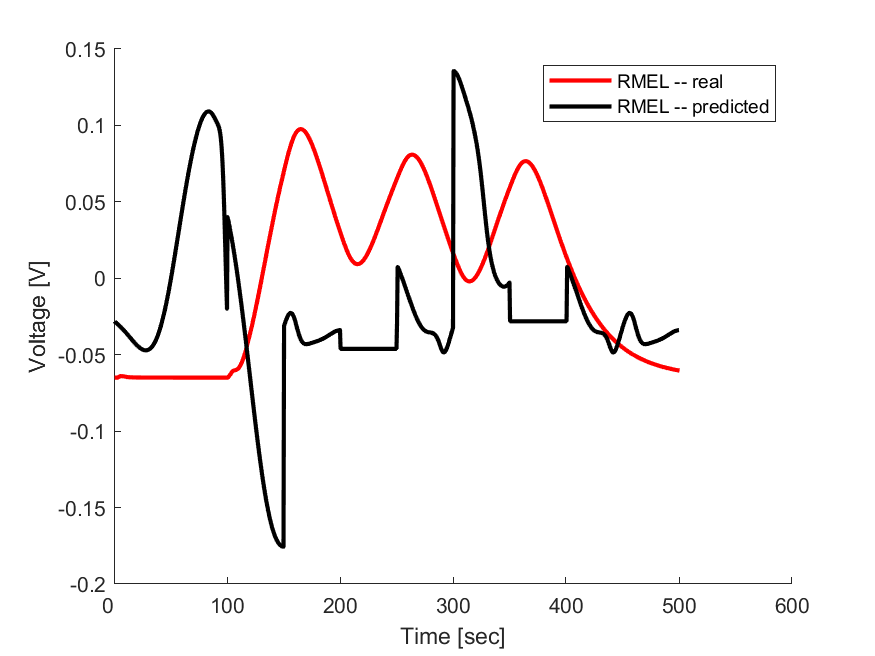 0.15
0.1
0.05
0
-0.05
-0.1
-0.15
-0.2
Voltage [V]
RMEL -- real
RMEL -- predicted
0 100 200 300 400 500 600
Time [sec]